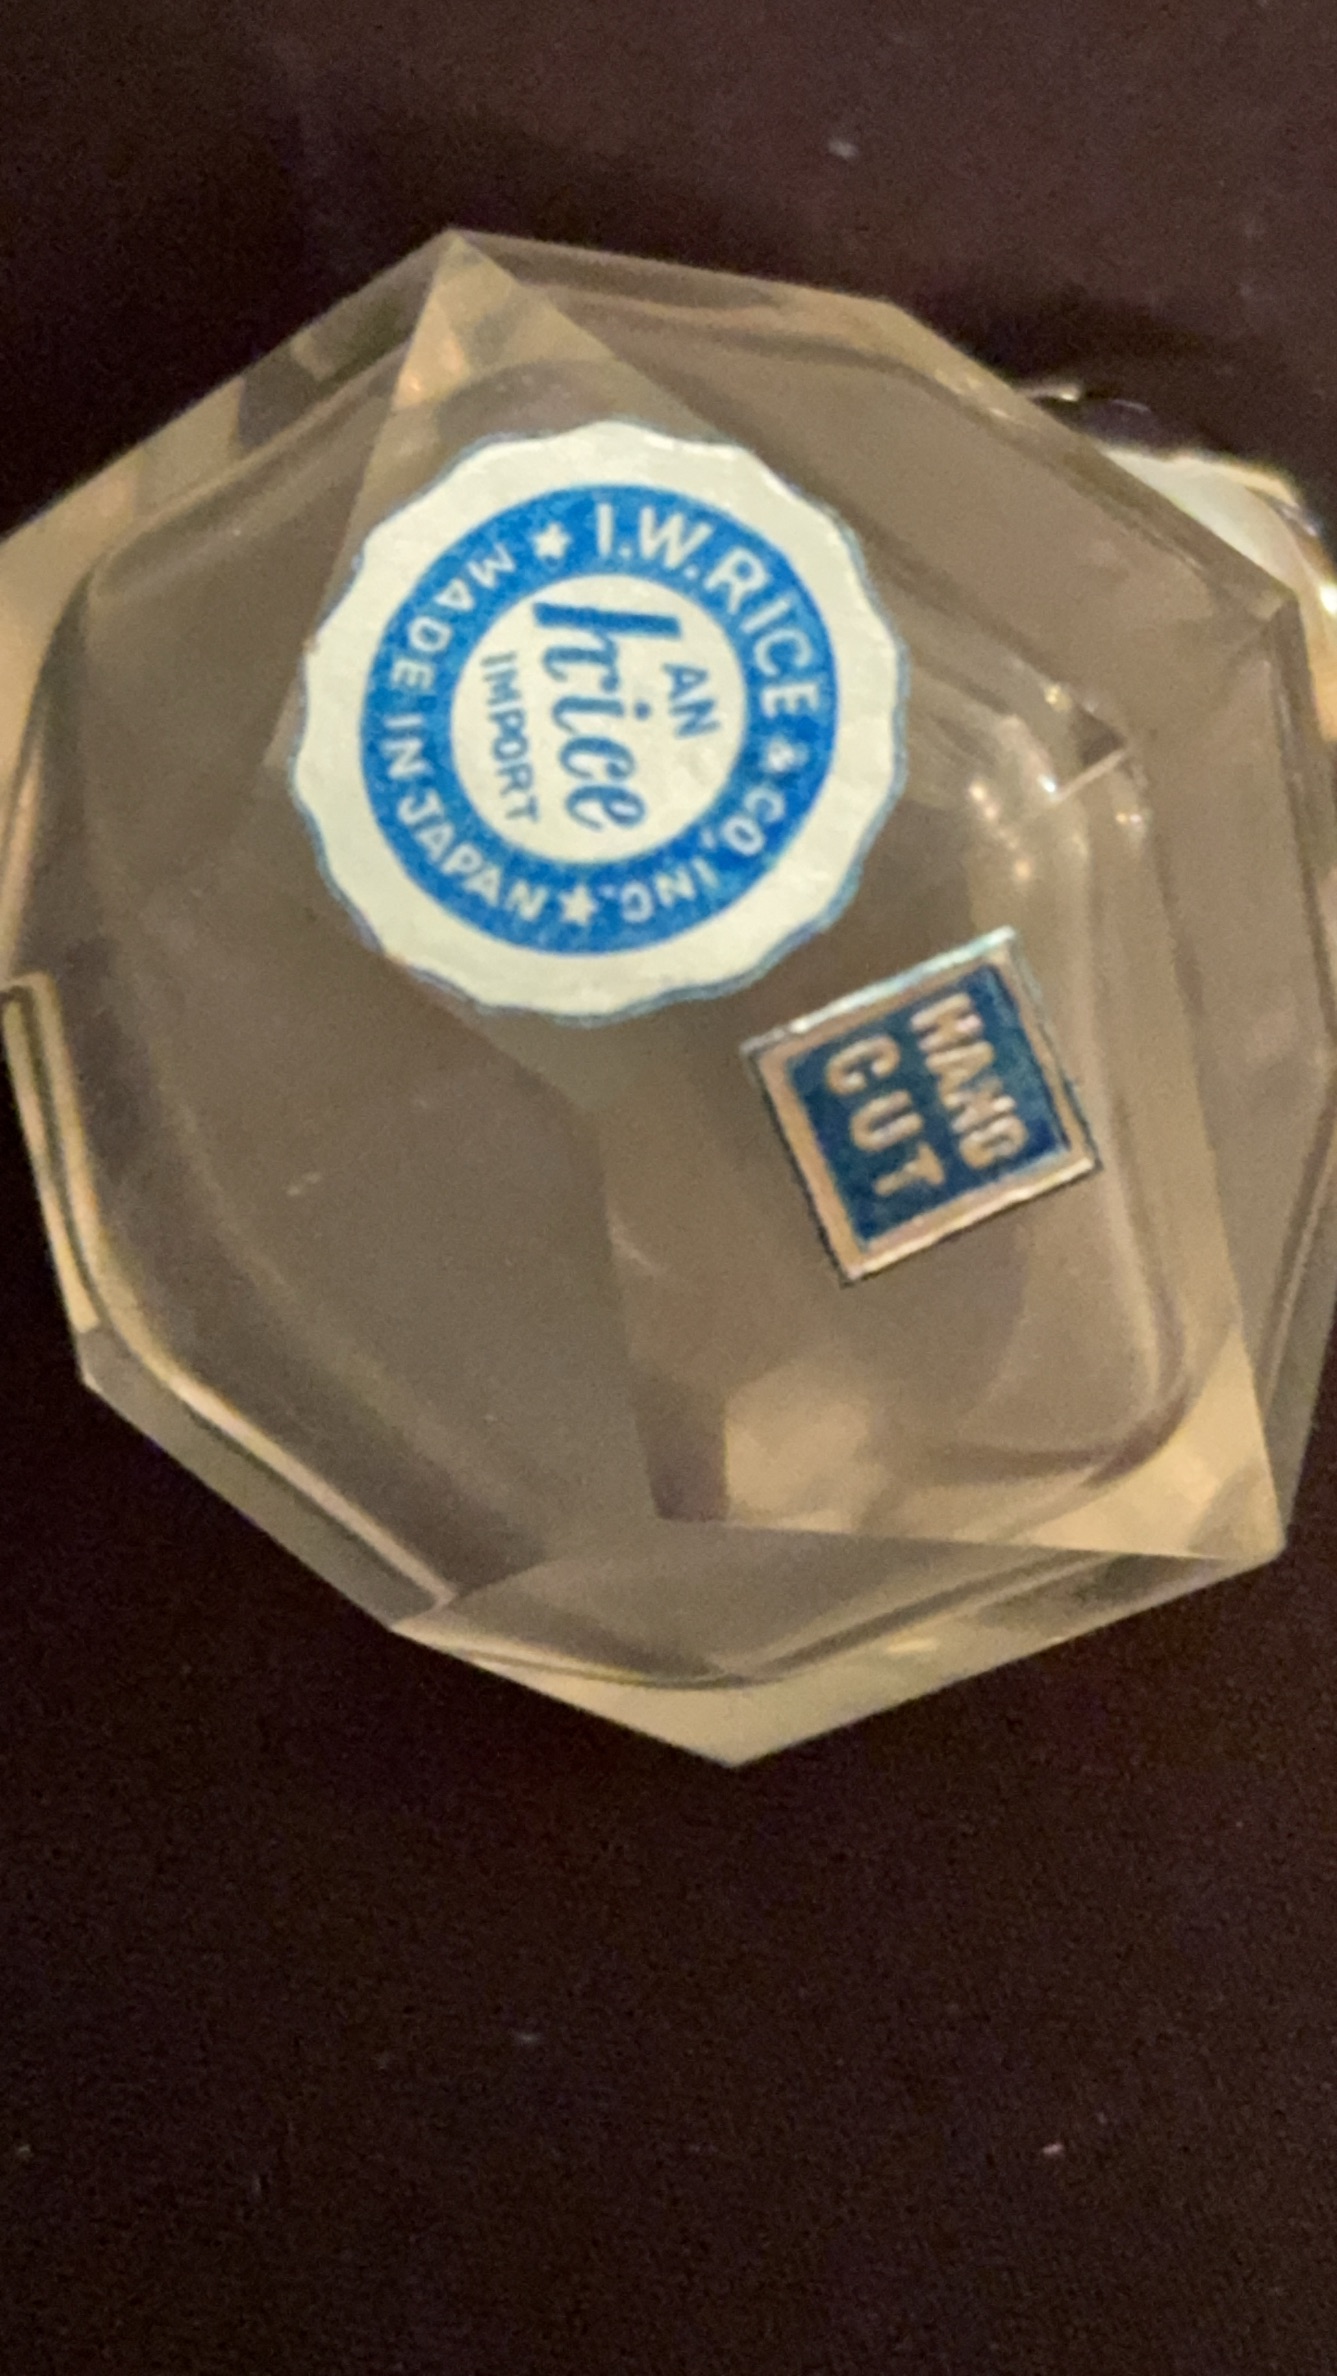 ★ I.W. RICE & CO., INC. ★
MADE IN JAPAN
AN
Irice
IMPORT
HAND
CUT